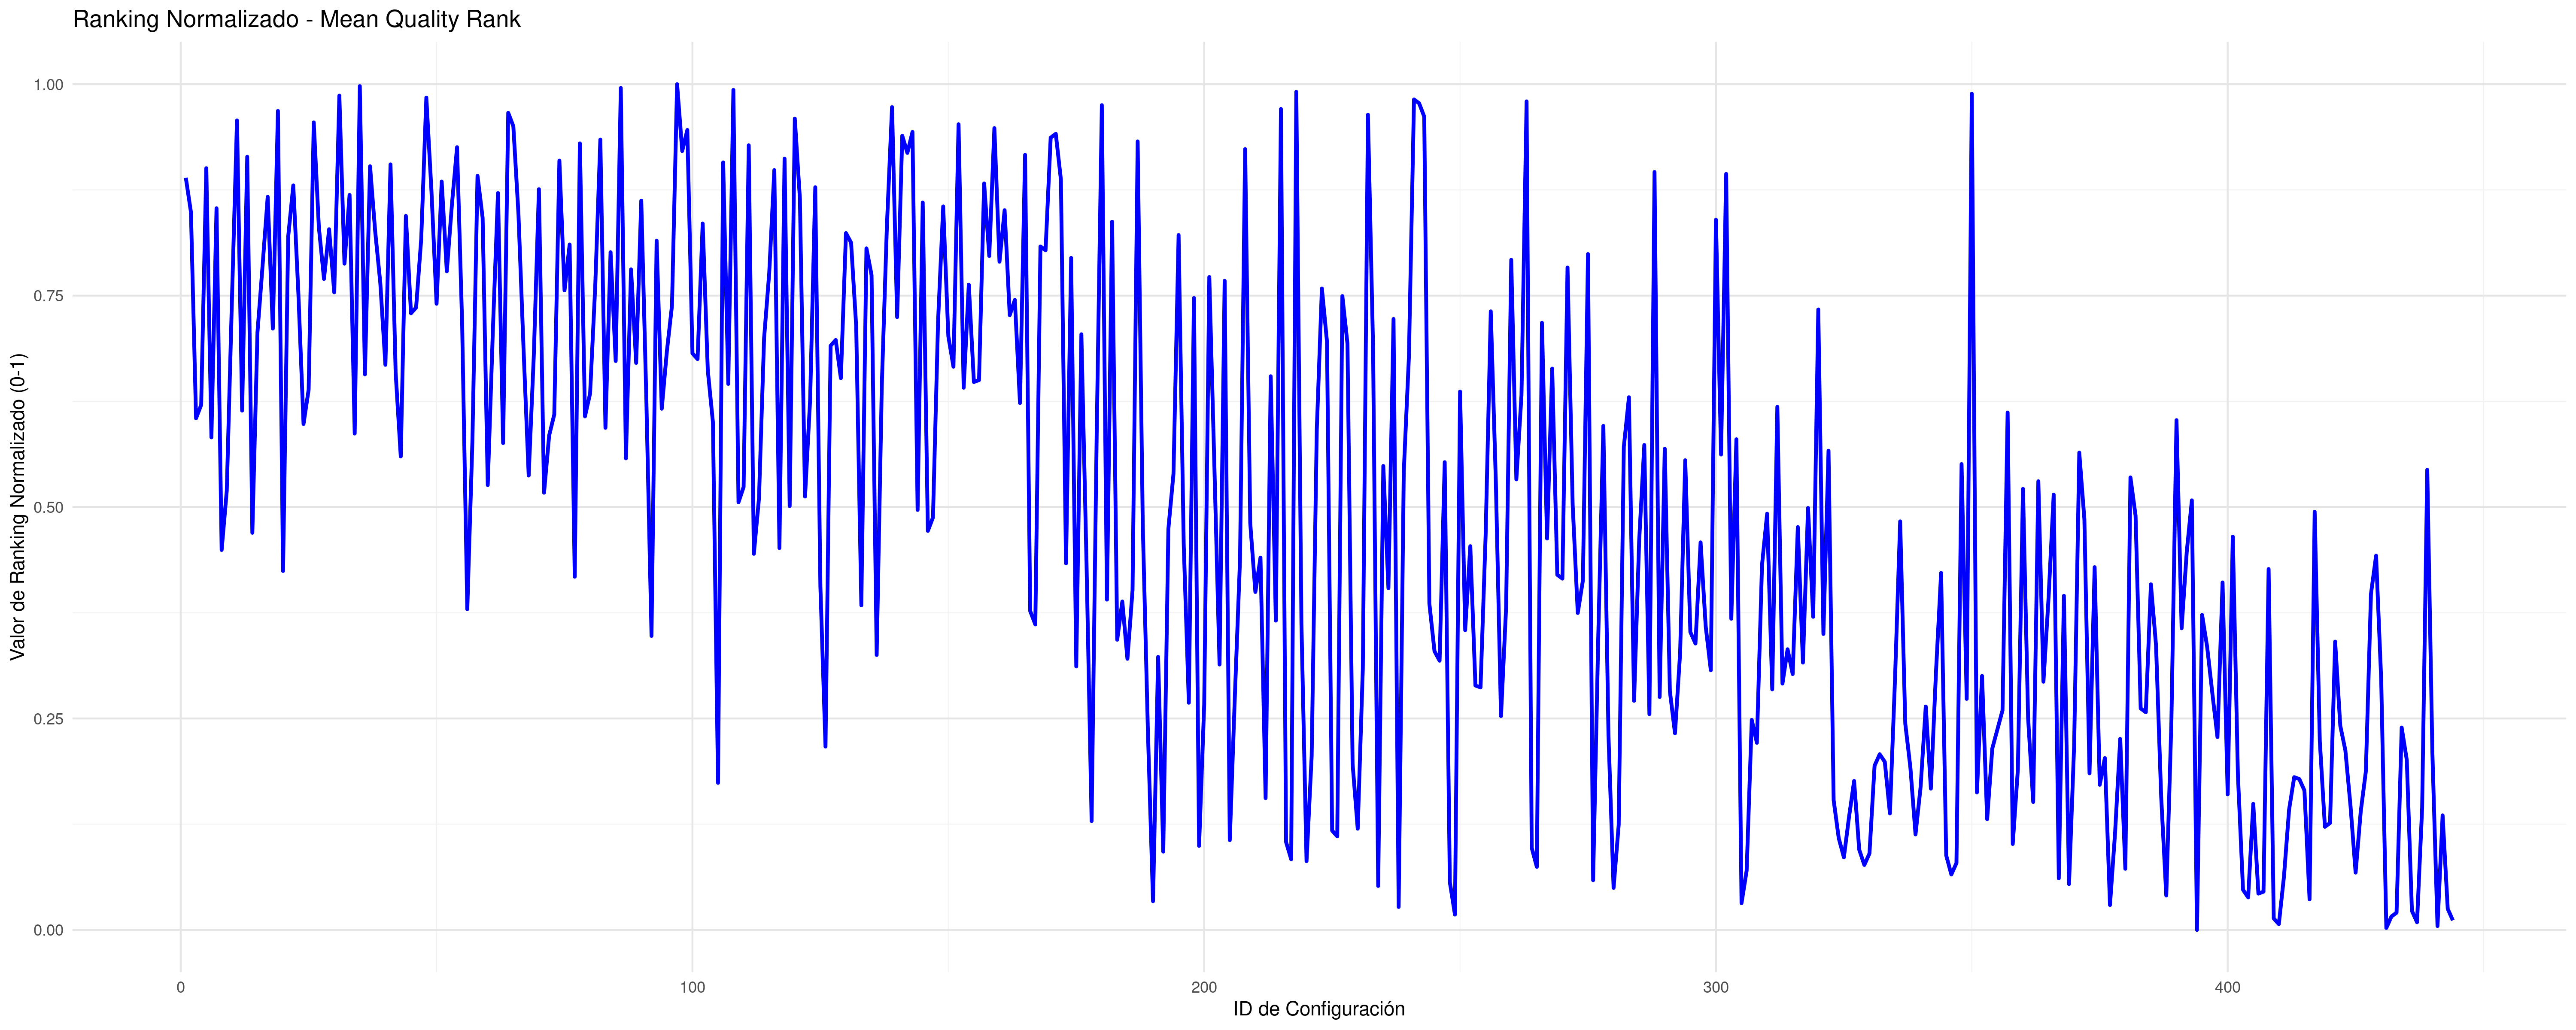 Ranking Normalizado - Mean Quality Rank
Valor de Ranking Normalizado (0-1)
1.00
0.75
0.50
0.25
0.00
0 100 200 300 400
ID de Configuración